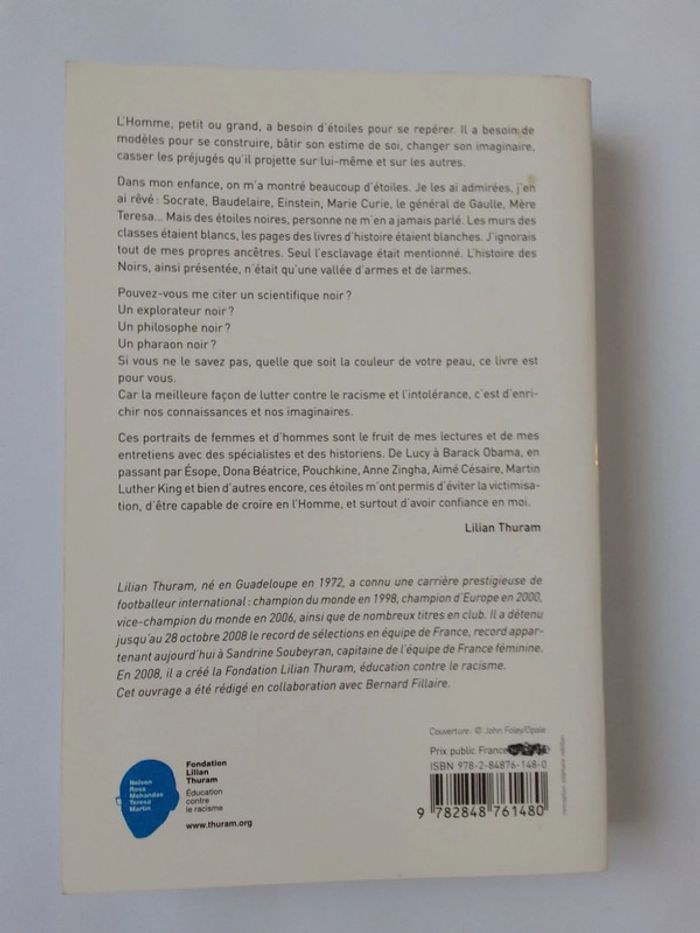 L'Homme, petit ou grand, a besoin d'étoiles pour se repérer. Il a besoin de
modèles pour se construire, bâtir son estime de soi, changer son imaginaire,
casser les préjugés qu'il projette sur lui-même et sur les autres.
Dans mon enfance, on m'a montré beaucoup d'étoiles. Je les ai admirées, j'en
ai rêvé : Socrate, Baudelaire, Einstein, Marie Curie, le général de Gaulle, Mère
Teresa... Mais des étoiles noires, personne ne m'en a jamais parlé. Les murs des
classes étaient blancs, les pages des livres d'histoire étaient blanches. J'ignorais
tout de mes propres ancêtres. Seul l'esclavage était mentionné. L'histoire des
Noirs, ainsi présentée, n'était qu'une vallée d'armes et de larmes.
Pouvez-vous me citer un scientifique noir ?
Un explorateur noir ?
Un philosophe noir ?
Un pharaon noir ?
Si vous ne le savez pas, quelle que soit la couleur de votre peau, ce livre est
pour vous.
Car la meilleure façon de lutter contre le racisme et l'intolérance, c'est d'enri-
chir nos connaissances et nos imaginaires.
Ces portraits de femmes et d'hommes sont le fruit de mes lectures et de mes
entretiens avec des spécialistes et des historiens. De Lucy à Barack Obama, en
passant par Ésope, Dona Béatrice, Pouchkine, Anne Zingha, Aimé Césaire, Martin
Luther King et bien d'autres encore, ces étoiles m'ont permis d'éviter la victimisa-
tion, d'être capable de croire en l'Homme, et surtout d'avoir confiance en moi.
Lilian Thuram
Lilian Thuram, né en Guadeloupe en 1972, a connu une carrière prestigieuse de
footballeur international : champion du monde en 1998, champion d'Europe en 2000,
vice-champion du monde en 2006, ainsi que de nombreux titres en club. Il a détenu
jusqu'au 28 octobre 2008 le record de sélections en équipe de France, record appar-
tenant aujourd'hui à Sandrine Soubeyran, capitaine de l'équipe de France féminine.
En 2008, il a créé la Fondation Lilian Thuram, éducation contre le racisme.
Cet ouvrage a été rédigé en collaboration avec Bernard Fillaire.
Couverture : © John Foley/Opale
Prix public France
ISBN 978-2-84876-148-0
9 782848 761480
Nelson
Rosa
Mohandas
Teresa
Martin
Fondation
Lilian
Thuram
Éducation
contre
le racisme
www.thuram.org